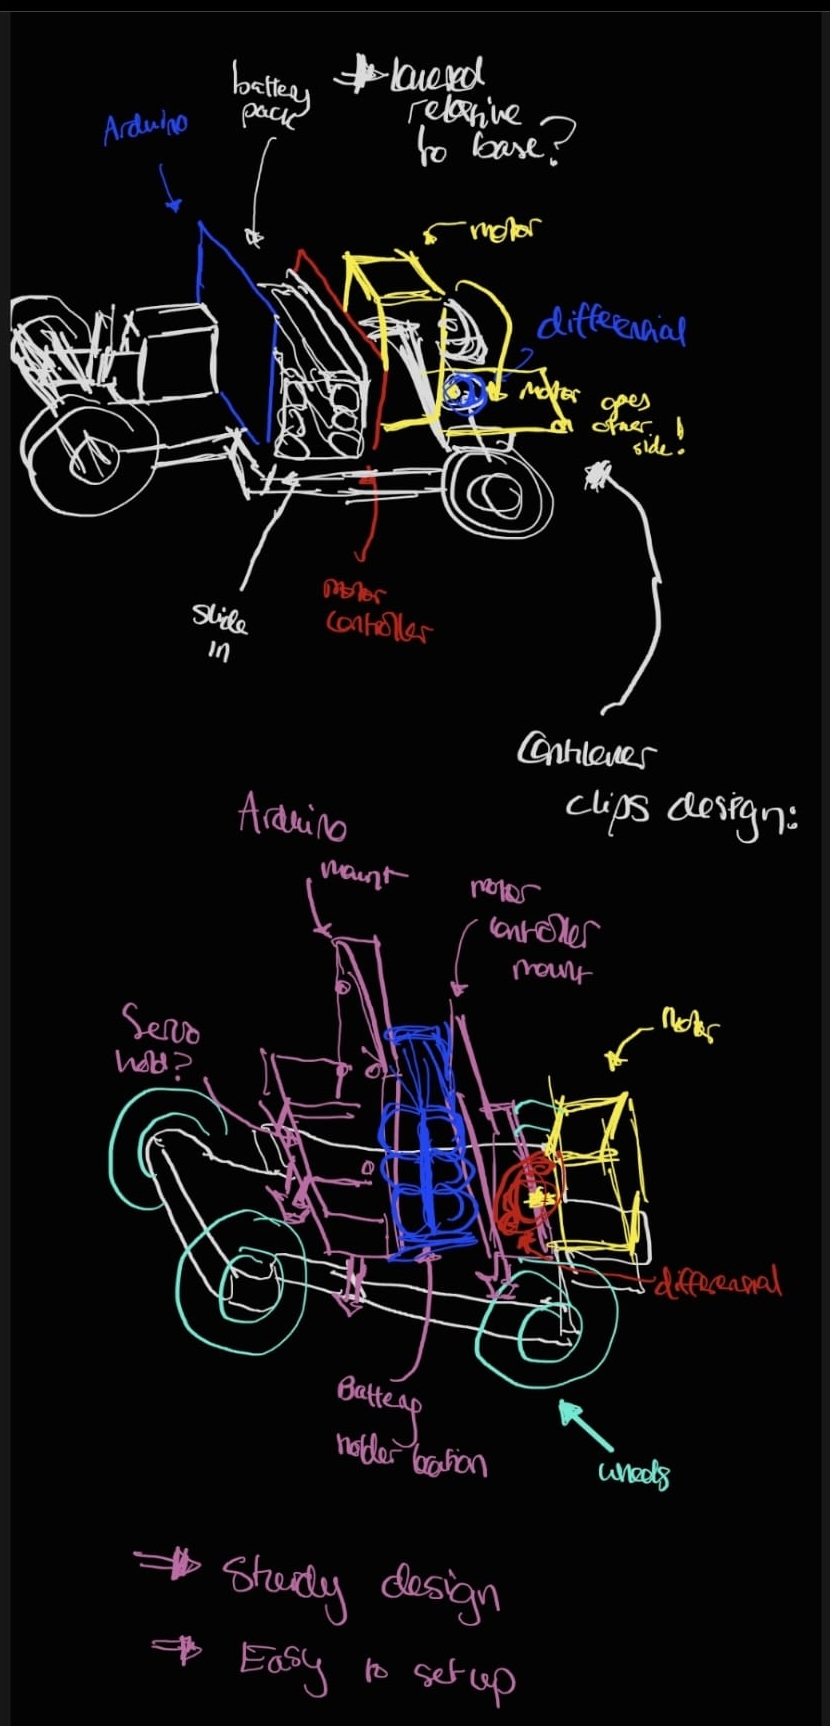 battery
pack
→ lowered
relative
to base?
Arduino
motor
differential
motor goes
other
side!
slide
in
motor
controller
Cantilever
clips design:
Arduino
mount
motor
controller
mount
Servo
hold?
Motor
differential
Battery
holder location
wheels
⇒ Sturdy design
⇒ Easy to set up